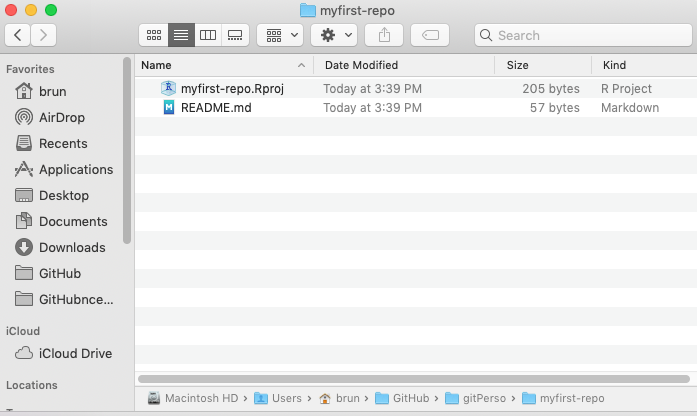 myfirst-repo
Search
Favorites
brun
AirDrop
Recents
Applications
Desktop
Documents
Downloads
GitHub
GitHubnce...
iCloud
iCloud Drive
Locations
Name Date Modified Size Kind
myfirst-repo.Rproj Today at 3:39 PM 205 bytes R Project
README.md Today at 3:39 PM 57 bytes Markdown
Macintosh HD Users brun GitHub gitPerso myfirst-repo